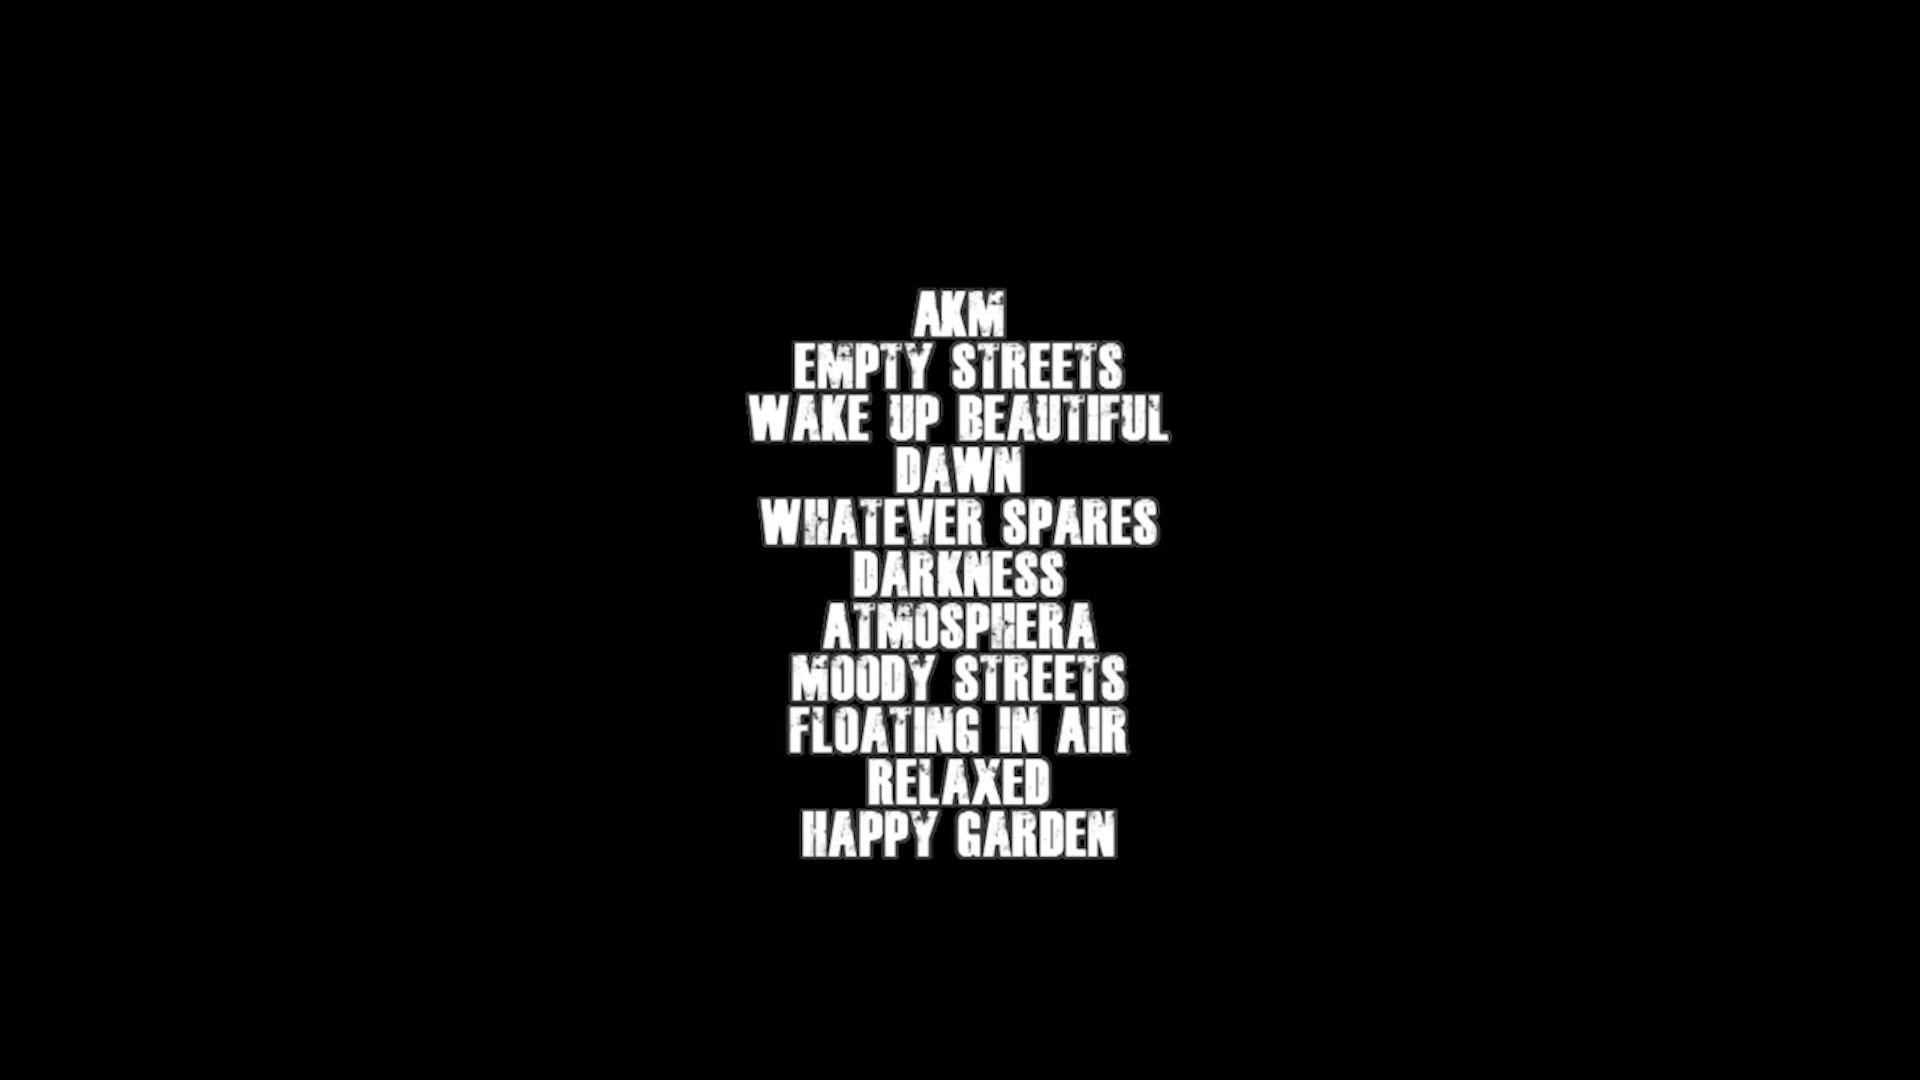 AKM
EMPTY STREETS
WAKE UP BEAUTIFUL
DAWN
WHATEVER SPARES
DARKNESS
ATMOSPHERA
MOODY STREETS
FLOATING IN AIR
RELAXED
HAPPY GARDEN